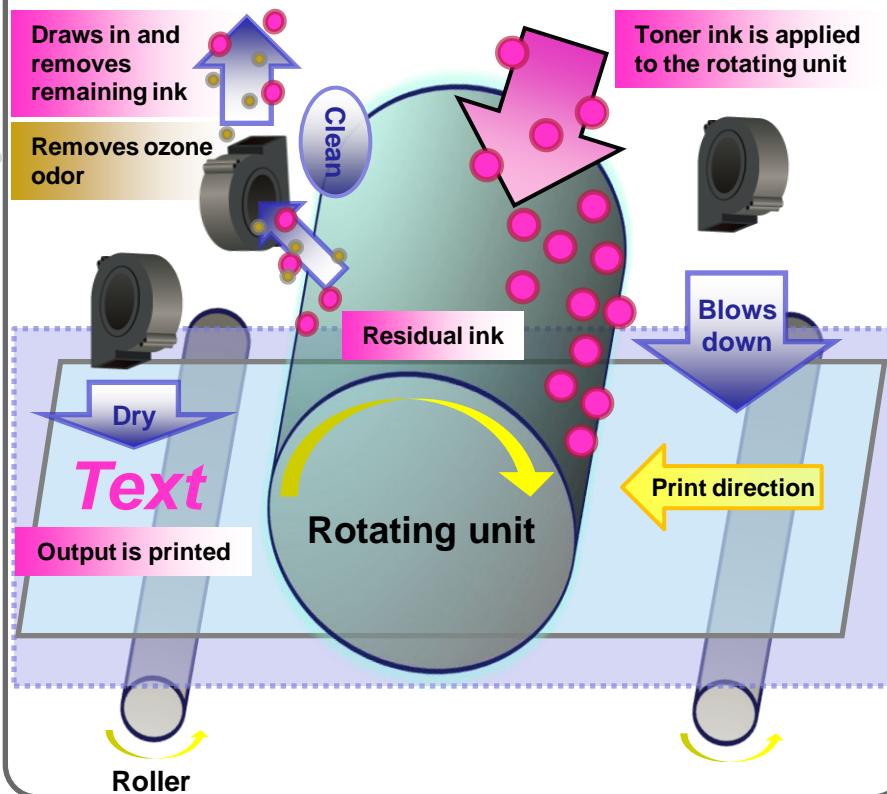 Draws in and
removes
remaining ink
Toner ink is applied
to the rotating unit
Clean
Removes ozone
odor
Blows
down
Residual ink
Dry
Text
Print direction
Output is printed
Rotating unit
Roller